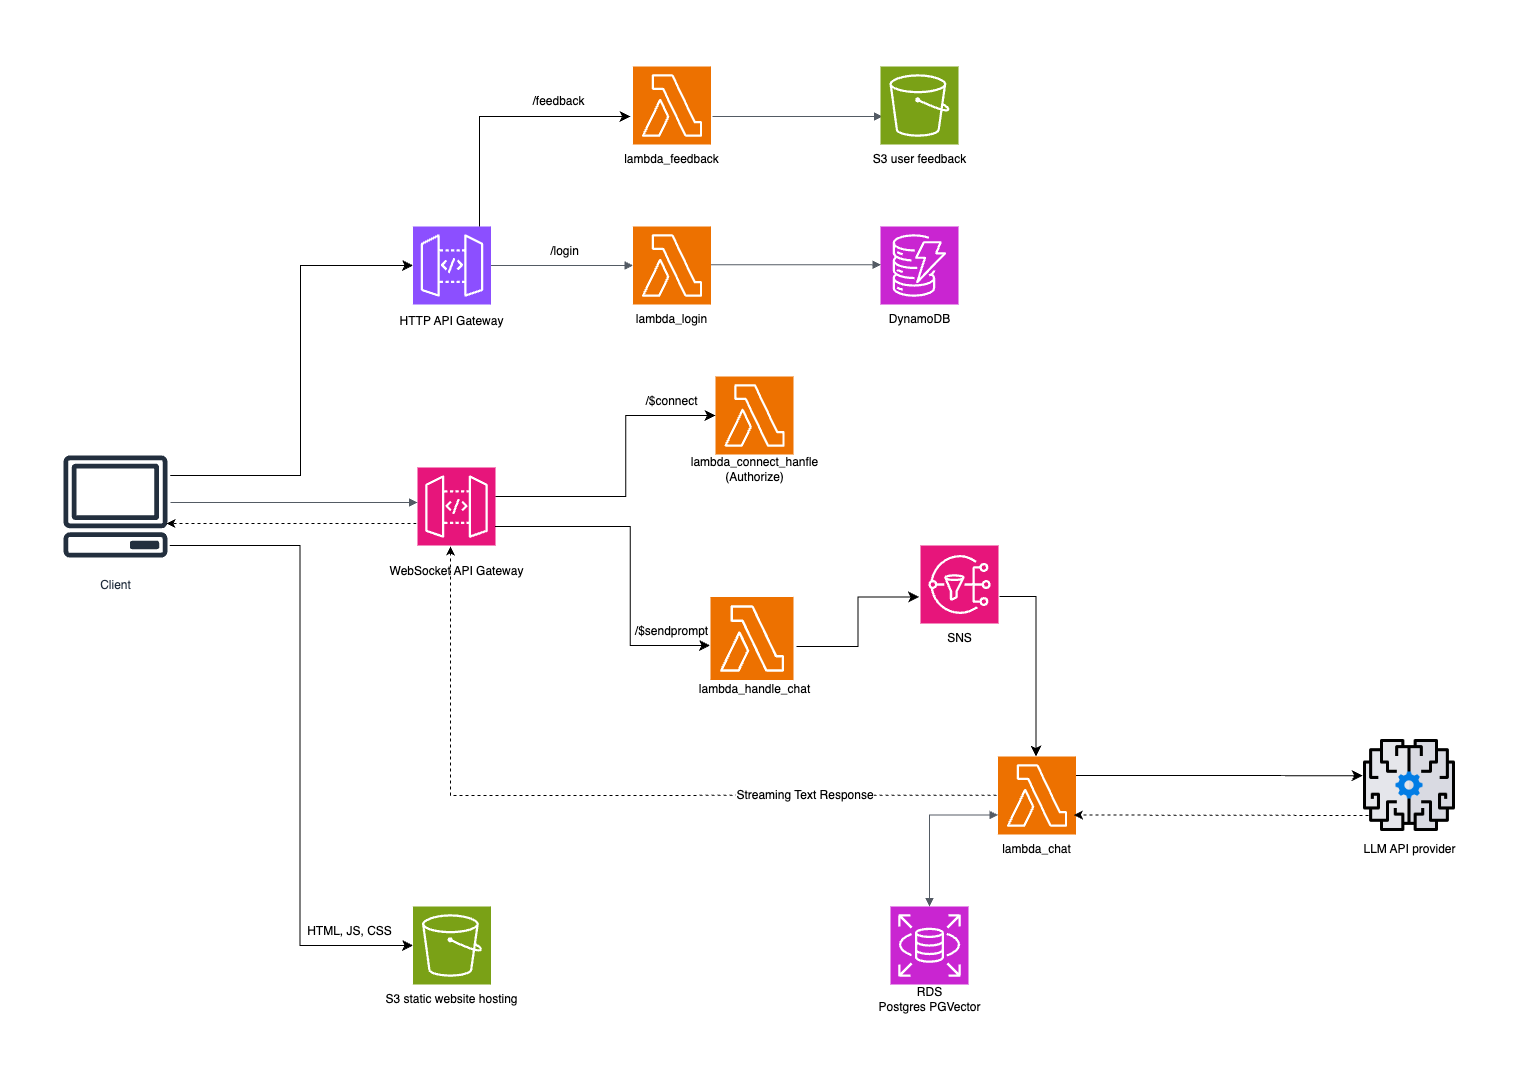 /feedback
lambda_feedback
S3 user feedback
/login
HTTP API Gateway
lambda_login
DynamoDB
/$connect
lambda_connect_hanfle
(Authorize)
Client
WebSocket API Gateway
/$sendprompt
lambda_handle_chat
SNS
Streaming Text Response
lambda_chat
LLM API provider
HTML, JS, CSS
S3 static website hosting
RDS
Postgres PGVector